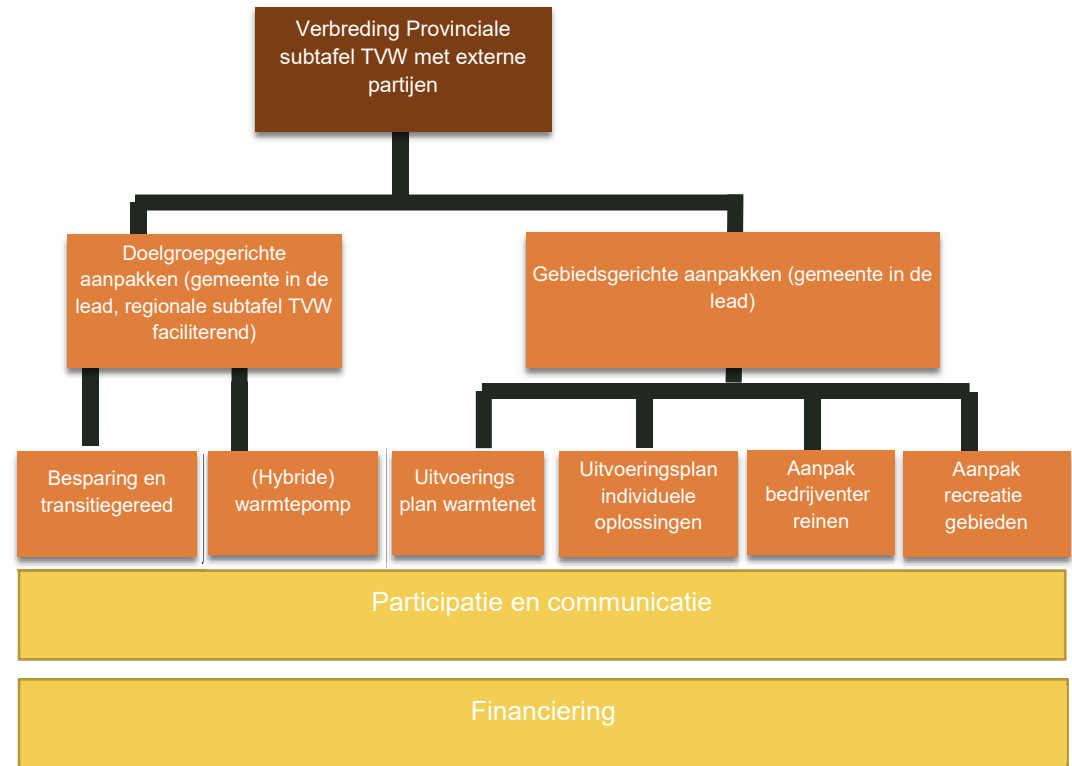 Verbreding Provinciale
subtafel TVW met externe
partijen
Doelgroepgerichte
aanpakken (gemeente in de
lead, regionale subtafel TVW
faciliterend)
Gebiedsgerichte aanpakken (gemeente in de
lead)
Besparing en
transitiegereed
(Hybride)
warmtepomp
Uitvoerings
plan warmtenet
Uitvoeringsplan
individuele
oplossingen
Aanpak
bedrijventer
reinen
Aanpak
recreatie
gebieden
Participatie en communicatie
Financiering